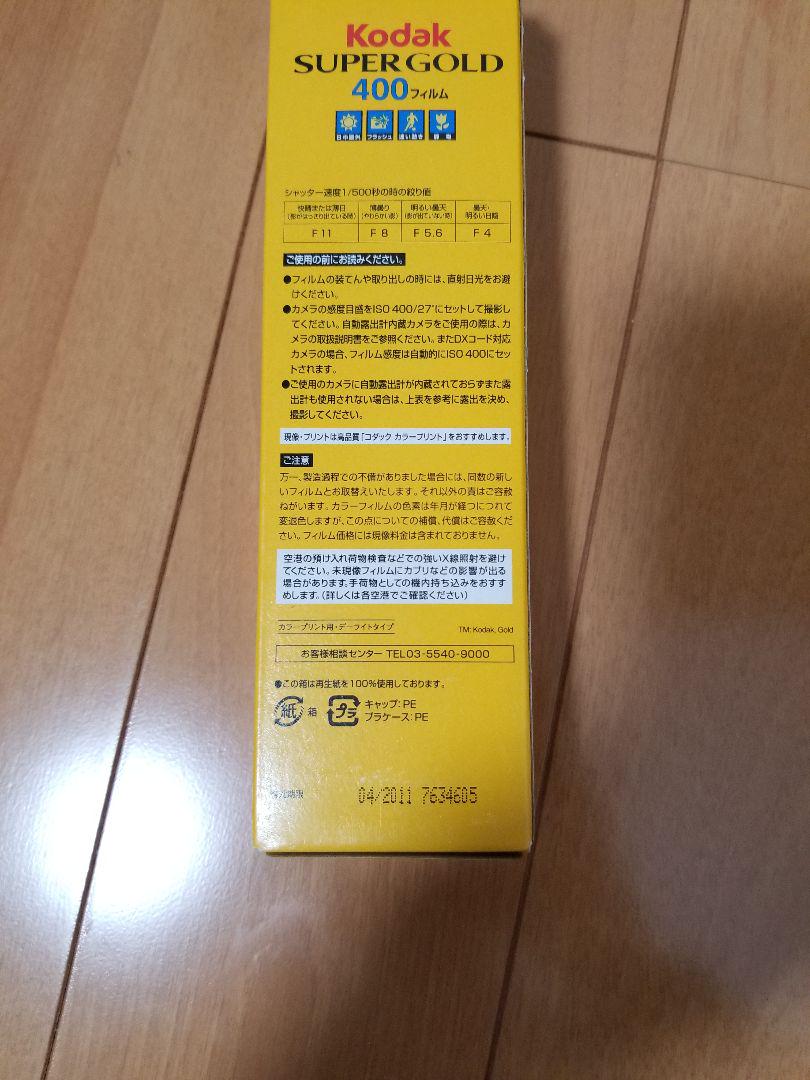 Kodak
SUPER GOLD
400フィルム
日中屋外 フラッシュ 速い動き 静物
シャッター速度1/500秒の時の絞り値
快晴または薄日 薄曇り 明るい曇天 曇天・
(影がはっきり出ている時) (やわらかい影) (影が出ていない時) 明るい日陰
F 11 F 8 F 5.6 F 4
ご使用の前にお読みください。
●フィルムの装てんや取り出しの時には、直射日光をお避
けください。
●カメラの感度目盛をISO 400/27°にセットして撮影し
てください。自動露出計内蔵カメラをご使用の際は、カ
メラの取扱説明書をご参照ください。またDXコード対応
カメラの場合、フィルム感度は自動的にISO 400にセッ
トされます。
●ご使用のカメラに自動露出計が内蔵されておらずまた露
出計も使用されない場合は、上表を参考に露出を決め、
撮影してください。
現像・プリントは高品質「コダック カラープリント」をおすすめします。
ご注意
万一、製造過程での不備がありました場合には、同数の新し
いフィルムとお取替えいたします。それ以外の責はご容赦
ねがいます。カラーフィルムの色素は年月が経つにつれて
変退色しますが、この点についての補償、代償はご容赦くだ
さい。フィルム価格には現像料金は含まれておりません。
空港の預け入れ荷物検査などでの強いX線照射を避け
てください。未現像フィルムにカブリなどの影響が出る
場合があります。手荷物としての機内持ち込みをおすす
めします。(詳しくは各空港でご確認ください)
カラープリント用・デーライトタイプ
TM: Kodak, Gold
お客様相談センター TEL03-5540-9000
●この箱は再生紙を100%使用しております。
紙 箱 プラ キャップ: PE
プラケース: PE
期限 04/2011 7634605